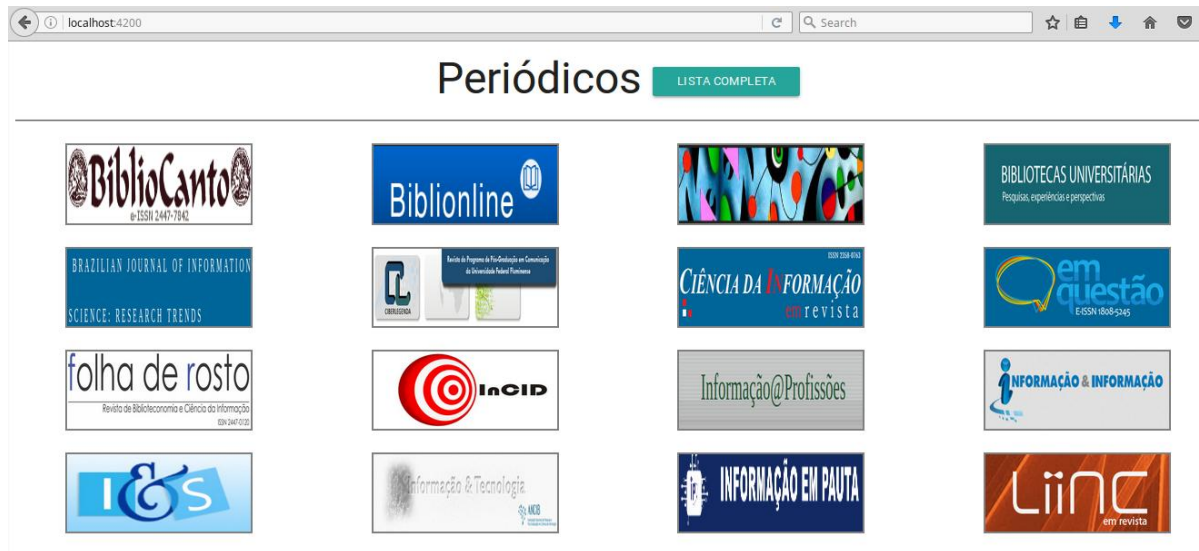 localhost:4200
Search
Periódicos
LISTA COMPLETA
BiblioCanto
e-ISSN 2447-7842
Biblionline
BIBLIOTECAS UNIVERSITÁRIAS
Pesquisas, experiências e perspectivas
BRAZILIAN JOURNAL OF INFORMATION
SCIENCE: RESEARCH TRENDS
Revista do Programa de Pós-Graduação em Comunicação
da Universidade Federal Fluminense
CIBERLEGENDA
ISSN 2358-0763
CIÊNCIA DA INFORMAÇÃO
em revista
em
questão
E-ISSN 1808-5245
folha de rosto
Revista de Biblioteconomia e Ciência da Informação
ISSN 2447-0120
InCID
Informação@Profissões
INFORMAÇÃO & INFORMAÇÃO
I&S
Informação & Tecnologia
ANCIB
INFORMAÇÃO EM PAUTA
Liinc
em revista